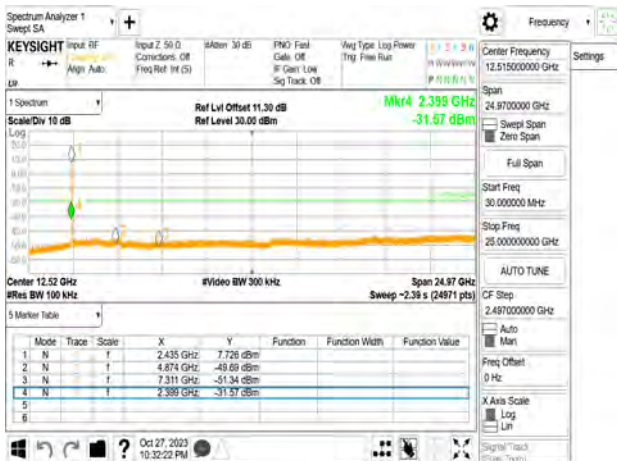 Spectrum Analyzer 1
Swept SA
Frequency
KEYSIGHT
Input: RF
Input Z: 50 Ω
#Atten: 30 dB
PNO: Fast
Avg Type: Log Power
Corrections: Off
Gate: Off
Trig: Free Run
R
Align: Auto
Freq Ref: Int (S)
IF Gain: Low
Sig Track: Off
1 Spectrum
Ref Lvl Offset 11.30 dB
Mkr4 2.399 GHz
Scale/Div 10 dB
Ref Level 30.00 dBm
-31.57 dBm
Log
Center 12.52 GHz
#Video BW 300 kHz
Span 24.97 GHz
#Res BW 100 kHz
Sweep ~2.39 s (24971 pts)
5 Marker Table
Mode Trace Scale X Y Function Function Width Function Value
1 N f 2.435 GHz 7.726 dBm
2 N f 4.874 GHz -49.69 dBm
3 N f 7.311 GHz -51.34 dBm
4 N f 2.399 GHz -31.57 dBm
5
6
?
Oct 27, 2023
10:32:22 PM
Center Frequency
12.515000000 GHz
Settings
Span
24.9700000 GHz
Swept Span
Zero Span
Full Span
Start Freq
30.000000 MHz
Stop Freq
25.000000000 GHz
AUTO TUNE
CF Step
2.497000000 GHz
Auto
Man
Freq Offset
0 Hz
X Axis Scale
Log
Lin
Signal Track